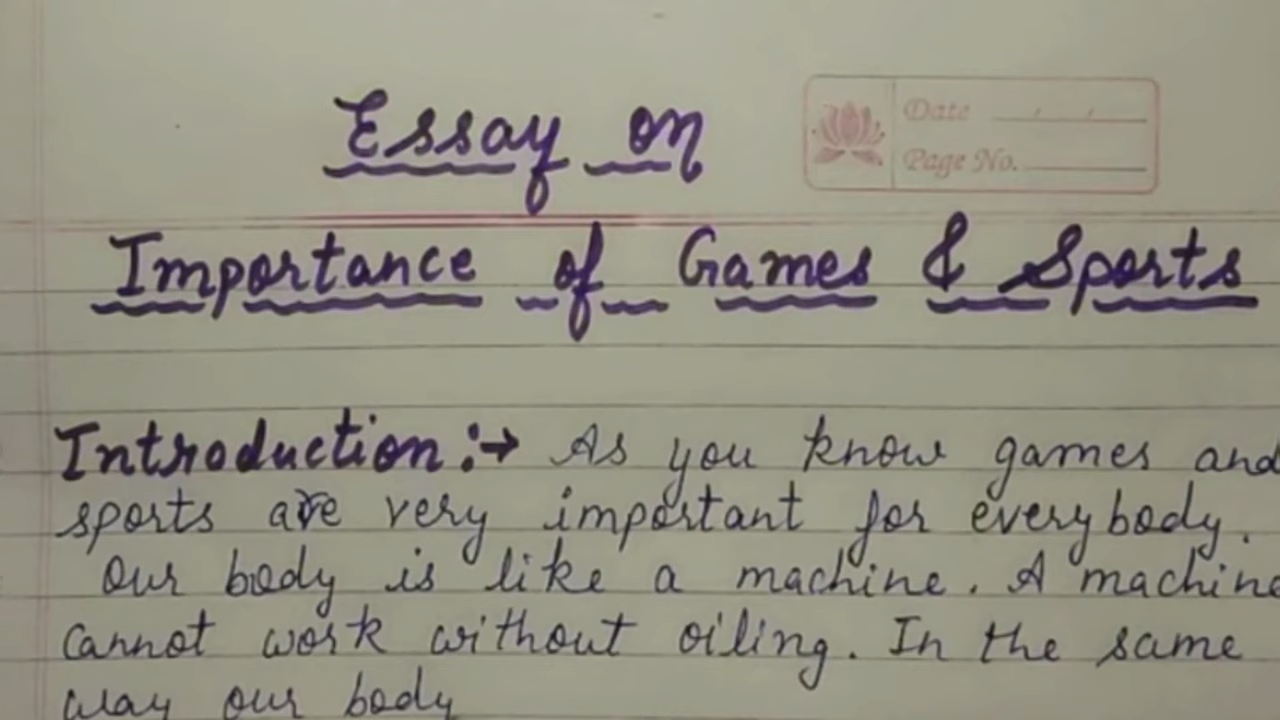 Essay on
Date / /
Page No.
Importance of Games & Sports
Introduction :→ As you know games and
sports are very important for everybody.
Our body is like a machine. A machine
cannot work without oiling. In the same
way our body